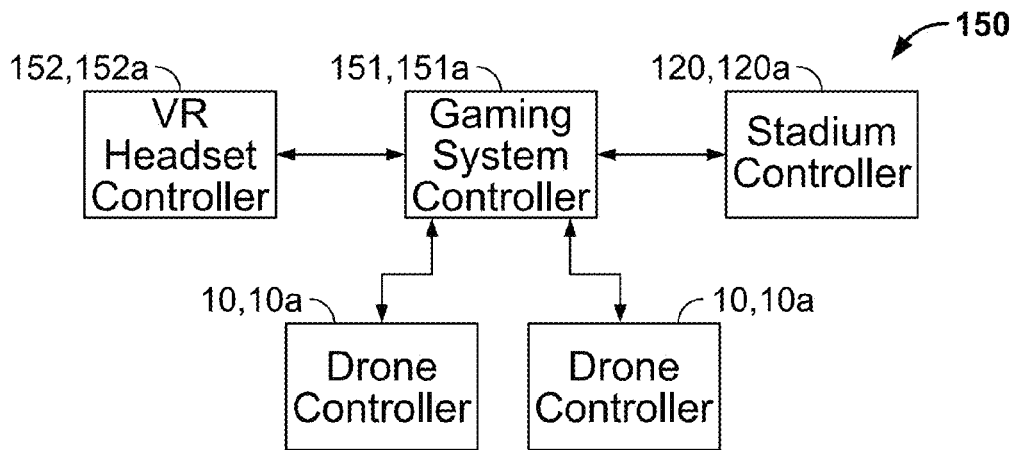 150
152,152a
151,151a
120,120a
VR
Headset
Controller
Gaming
System
Controller
Stadium
Controller
10,10a
10,10a
Drone
Controller
Drone
Controller